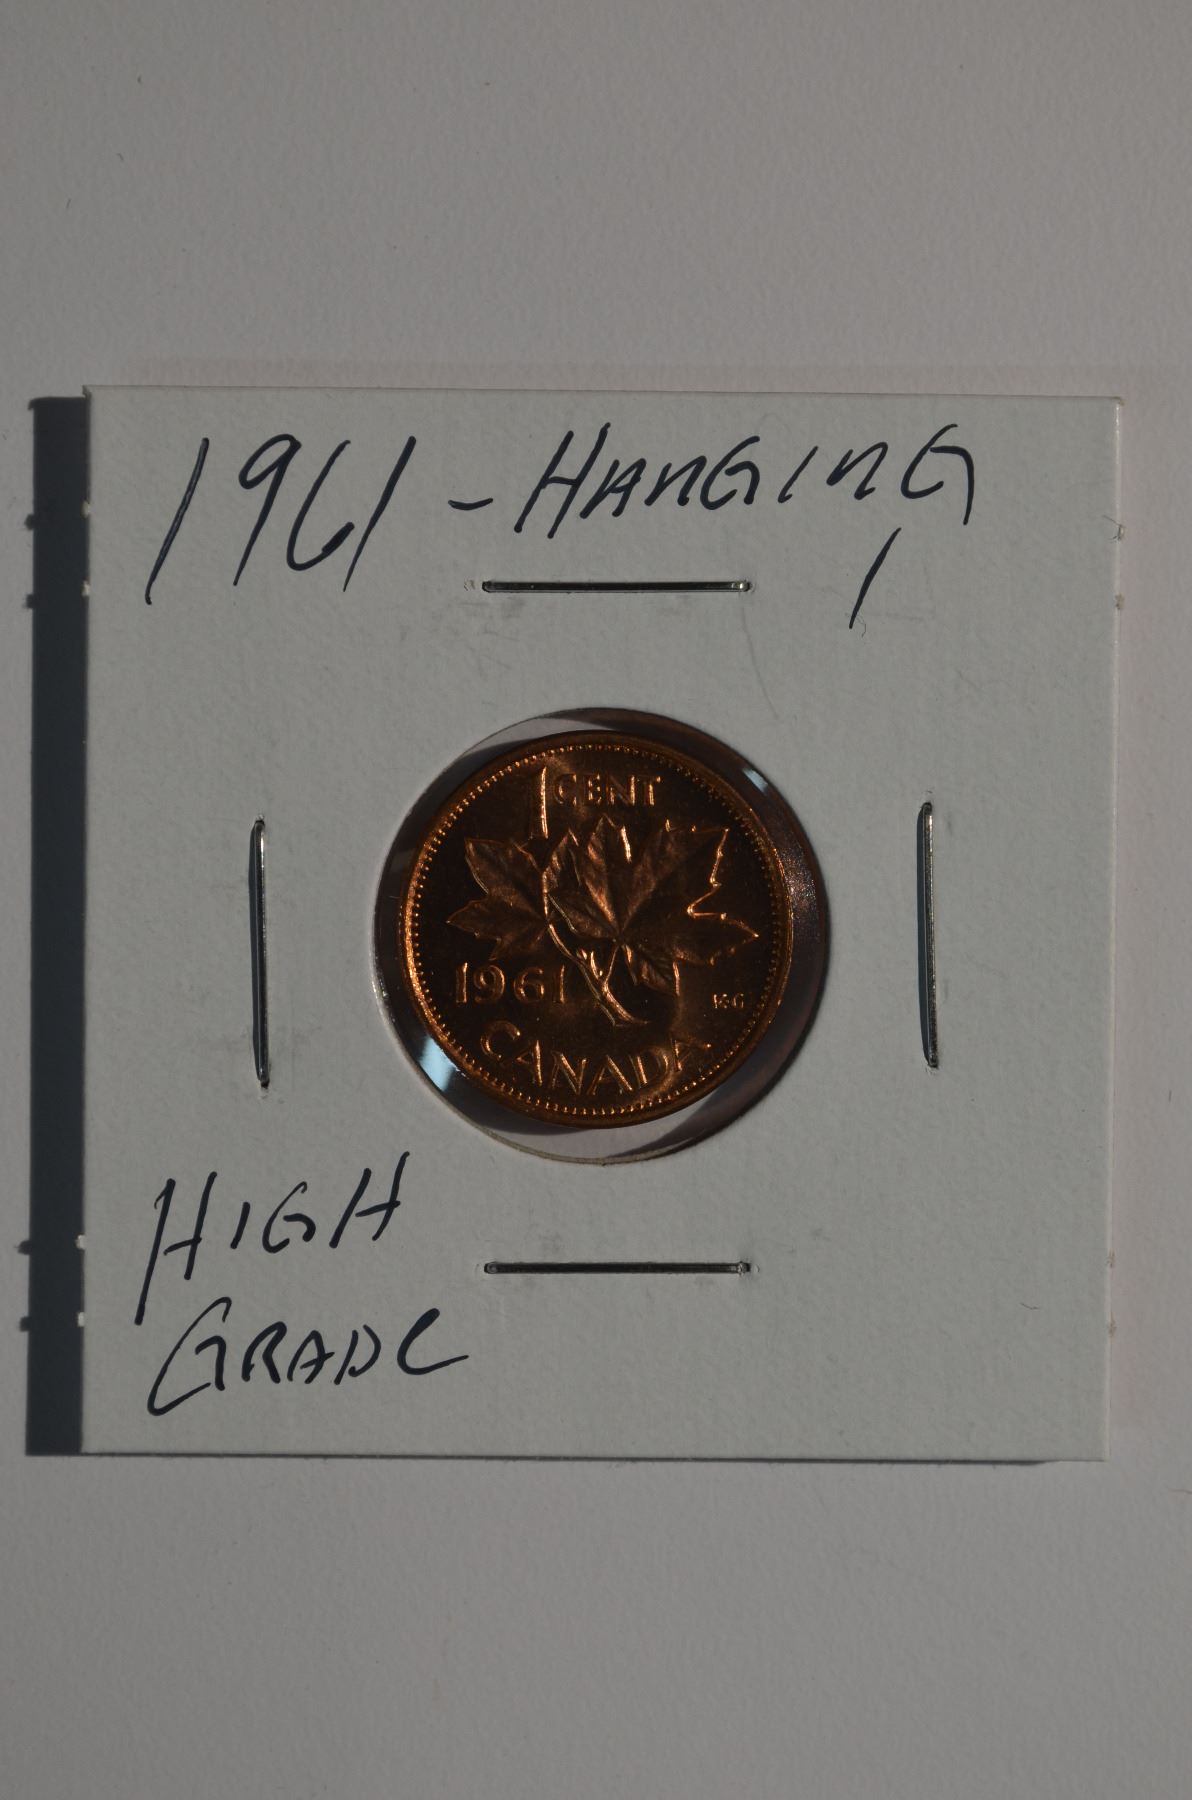 1961 - HANGING
1
1 CENT
1961
KG
CANADA
HIGH
GRADE